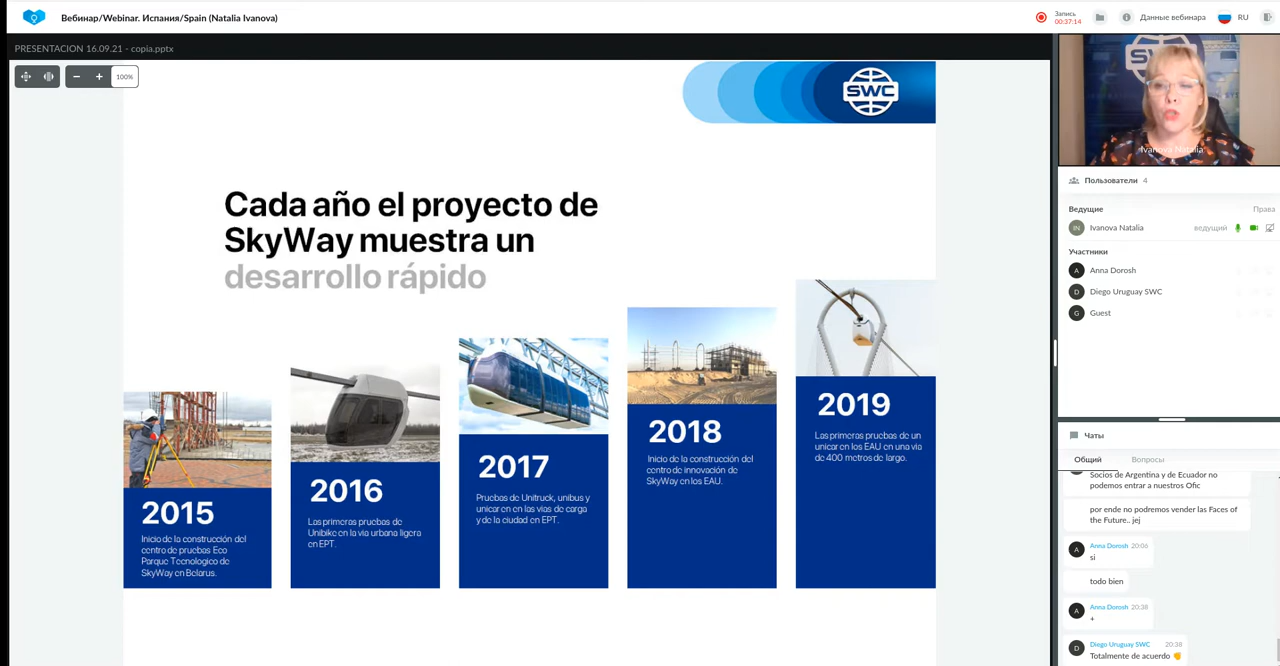 Вебинар/Webinar. Испания/Spain (Natalia Ivanova)
Запись
00:37:14
Данные вебинара
RU
PRESENTACION 16.09.21 - copia.pptx
100%
SWC
Cada año el proyecto de
SkyWay muestra un
desarrollo rápido
2015
Inicio de la construcción del
centro de pruebas Eco
Parque Tecnologico de
SkyWay en Belarus.
2016
Las primeras pruebas de
Unibike en la via urbana ligera
en EPT.
2017
Pruebas de Unitruck, unibus y
unicar en en las vias de carga
y de la ciudad en EPT.
2018
Inicio de la construcción del
centro de innovación de
SkyWay en los EAU.
2019
Las primeras pruebas de un
unicar en los EAU en una via
de 400 metros de largo.
SWC
Ivanova Natalia
Пользователи 4
Ведущие
Права
IN
Ivanova Natalia
ведущий
Участники
A
Anna Dorosh
D
Diego Uruguay SWC
G
Guest
Чаты
Общий
Вопросы
Socios de Argentina y de Ecuador no
podemos entrar a nuestros Ofic
por ende no podremos vender las Faces of
the Future.. jej
A
Anna Dorosh 20:06
si
todo bien
A
Anna Dorosh 20:38
+
D
Diego Uruguay SWC 20:38
Totalmente de acuerdo